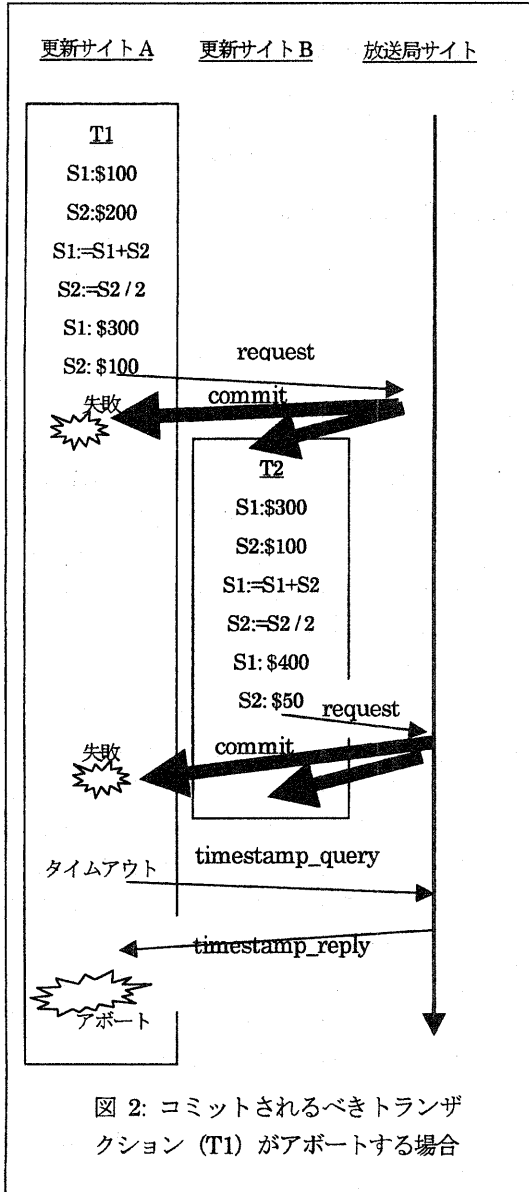 更新サイトA 更新サイトB 放送局サイト
T1
S1:$100
S2:$200
S1:=S1+S2
S2:=S2 / 2
S1: $300
S2: $100
request
失敗
commit
T2
S1:$300
S2:$100
S1:=S1+S2
S2:=S2 / 2
S1: $400
S2: $50
request
失敗
commit
タイムアウト
timestamp_query
timestamp_reply
アボート
図 2: コミットされるべきトランザ
クション (T1) がアボートする場合